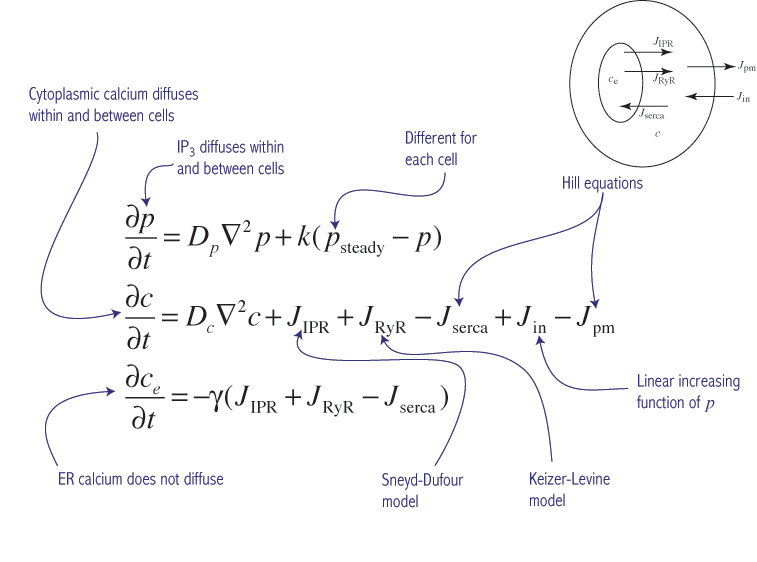 J_IPR
J_pm
c_e
J_RyR
J_in
J_serca
c
Cytoplasmic calcium diffuses
within and between cells
IP₃ diffuses within
and between cells
Different for
each cell
Hill equations
∂p/∂t = D_p ∇² p + k(p_steady − p)
∂c/∂t = D_c ∇² c + J_IPR + J_RyR − J_serca + J_in − J_pm
∂c_e/∂t = −γ(J_IPR + J_RyR − J_serca)
Linear increasing
function of p
ER calcium does not diffuse
Sneyd-Dufour
model
Keizer-Levine
model